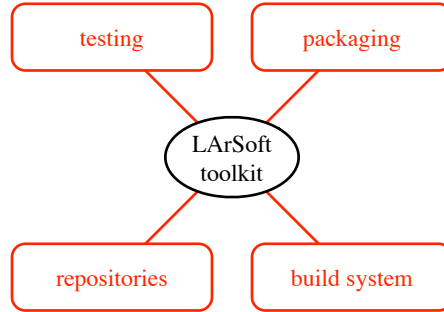 testing
packaging
LArSoft
toolkit
repositories
build system